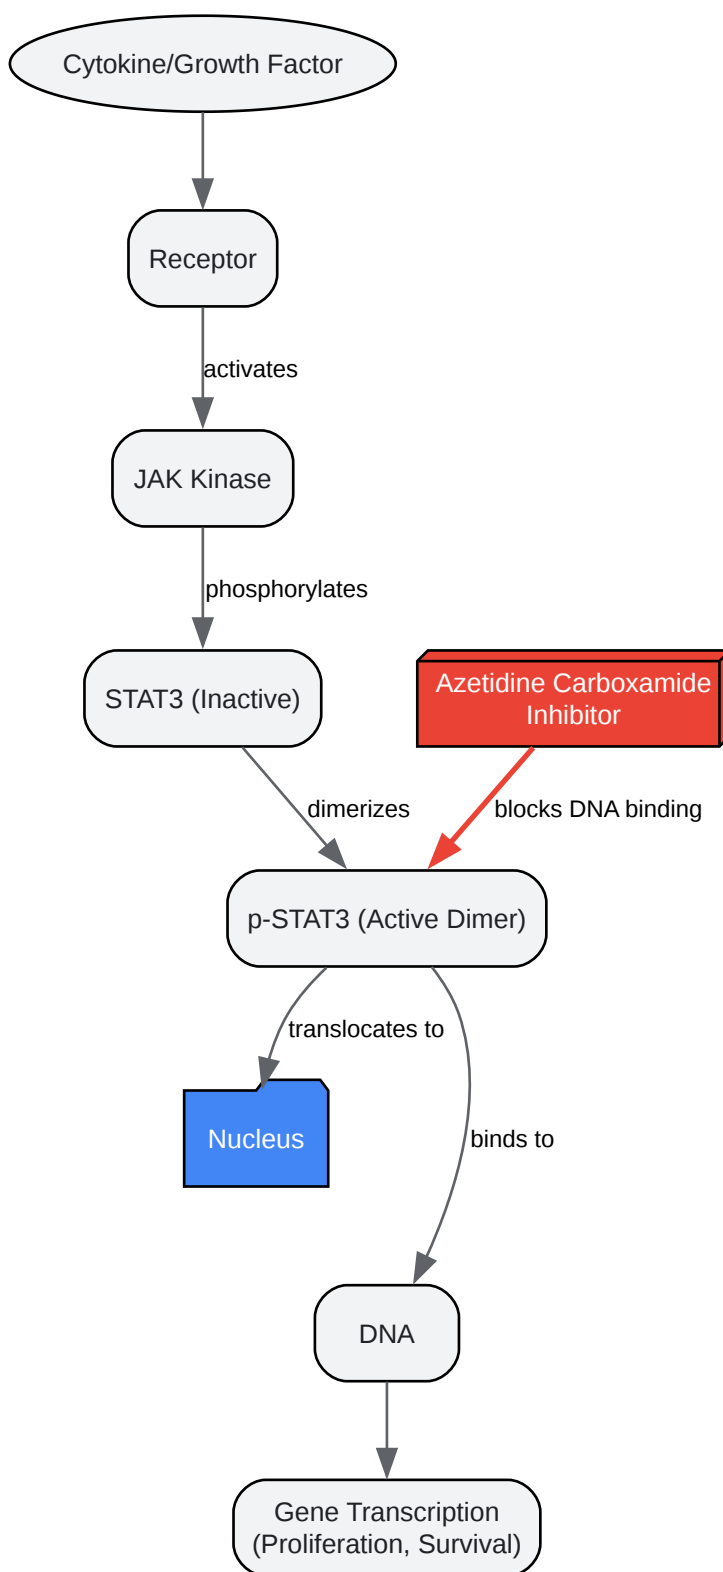 Cytokine/Growth Factor
Receptor
activates
JAK Kinase
phosphorylates
STAT3 (Inactive)
Azetidine Carboxamide
Inhibitor
dimerizes
blocks DNA binding
p-STAT3 (Active Dimer)
translocates to
Nucleus
binds to
DNA
Gene Transcription
(Proliferation, Survival)